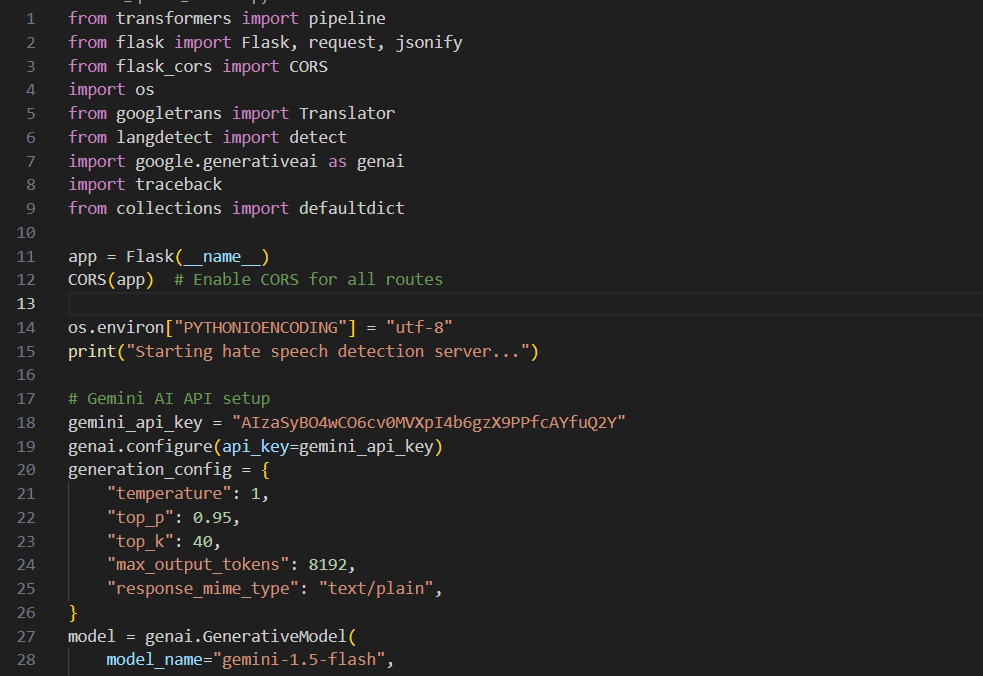 1 from transformers import pipeline
2 from flask import Flask, request, jsonify
3 from flask_cors import CORS
4 import os
5 from googletrans import Translator
6 from langdetect import detect
7 import google.generativeai as genai
8 import traceback
9 from collections import defaultdict
10
11 app = Flask(__name__)
12 CORS(app)  # Enable CORS for all routes
13
14 os.environ["PYTHONIOENCODING"] = "utf-8"
15 print("Starting hate speech detection server...")
16
17 # Gemini AI API setup
18 gemini_api_key = "AIzaSyBO4wCO6cv0MVXpI4b6gzX9PPfcAYfuQ2Y"
19 genai.configure(api_key=gemini_api_key)
20 generation_config = {
21     "temperature": 1,
22     "top_p": 0.95,
23     "top_k": 40,
24     "max_output_tokens": 8192,
25     "response_mime_type": "text/plain",
26 }
27 model = genai.GenerativeModel(
28     model_name="gemini-1.5-flash",